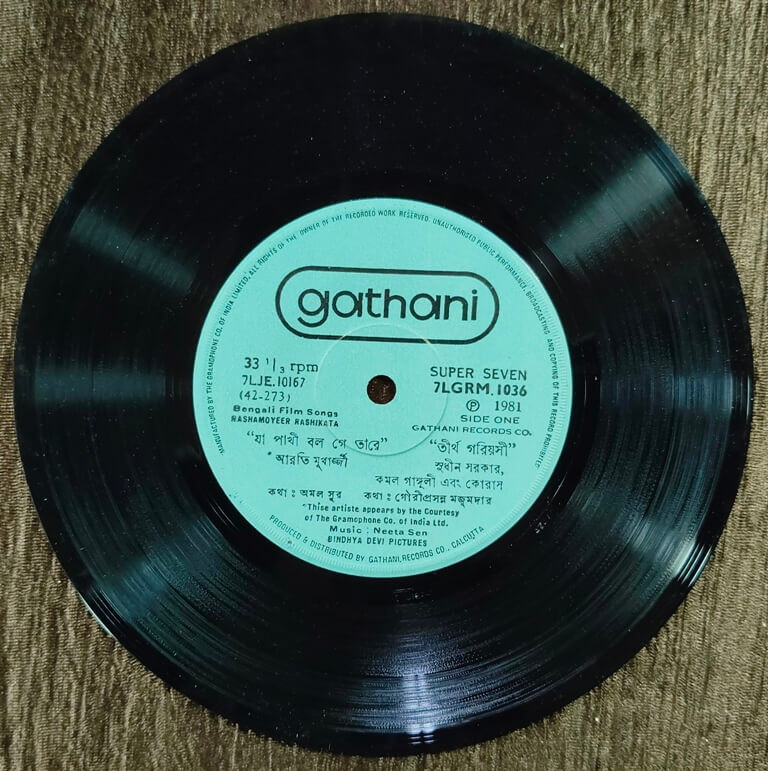 MANUFACTURED BY THE GRAMOPHONE CO. OF INDIA LIMITED. ALL RIGHTS OF THE OWNER OF THE RECORDED WORK RESERVED. UNAUTHORISED PUBLIC PERFORMANCE, BROADCASTING AND COPYING OF THIS RECORD PROHIBITED
gathani
33 1/3 rpm
7LJE.10167
(42-273)
Bengali Film Songs
RASHAMOYEER RASHIKATA
SUPER SEVEN
7LGRM.1036
Ⓟ 1981
SIDE ONE
GATHANI RECORDS CO.
"যা পাখী বল গে তারে"
*আরতি মুখার্জ্জী
"তীর্থ গরিয়সী"
স্বধীন সরকার,
কমল গাঙ্গুলী এবং কোরাস
কথা : অমল সুর কথা : গৌরীপ্রসন্ন মজুমদার
*Thise artiste appears by the Courtesy
of The Gramophone Co. of India Ltd.
Music : Neeta Sen
BINDHYA DEVI PICTURES
PRODUCED & DISTRIBUTED BY GATHANI RECORDS CO., CALCUTTA